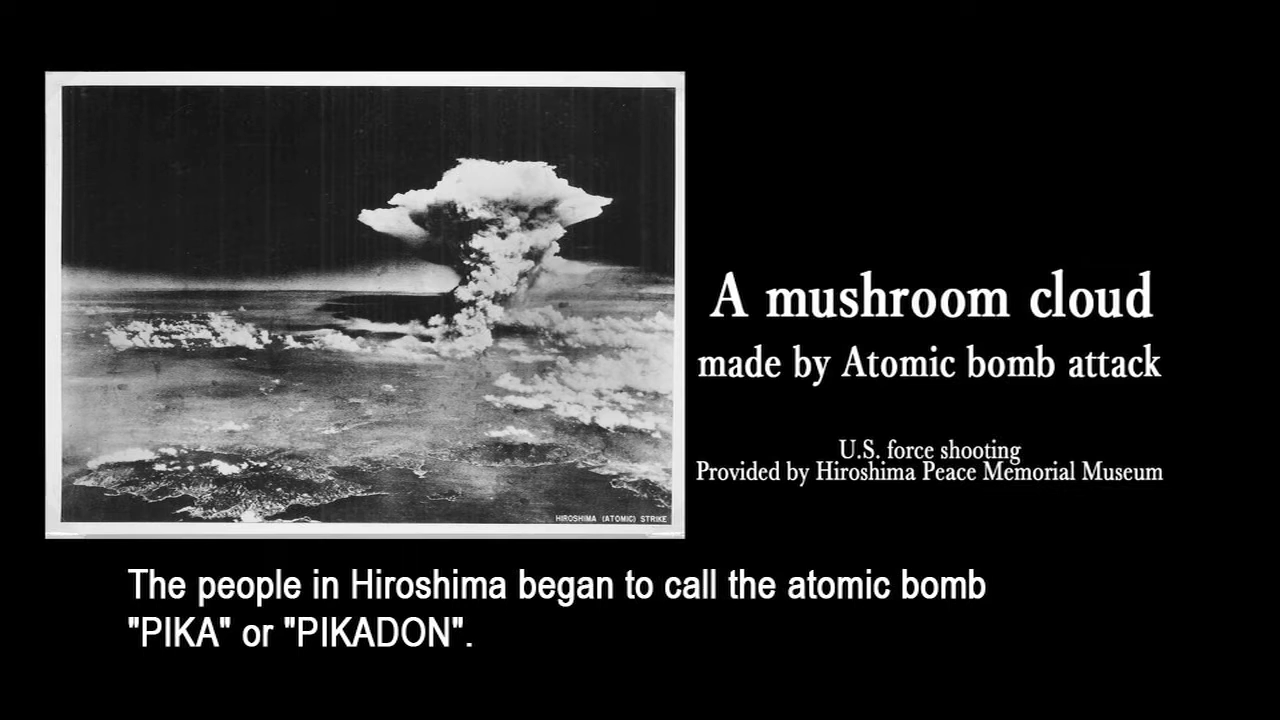 A mushroom cloud
made by Atomic bomb attack
U.S. force shooting
Provided by Hiroshima Peace Memorial Museum
HIROSHIMA (ATOMIC) STRIKE
The people in Hiroshima began to call the atomic bomb
"PIKA" or "PIKADON".